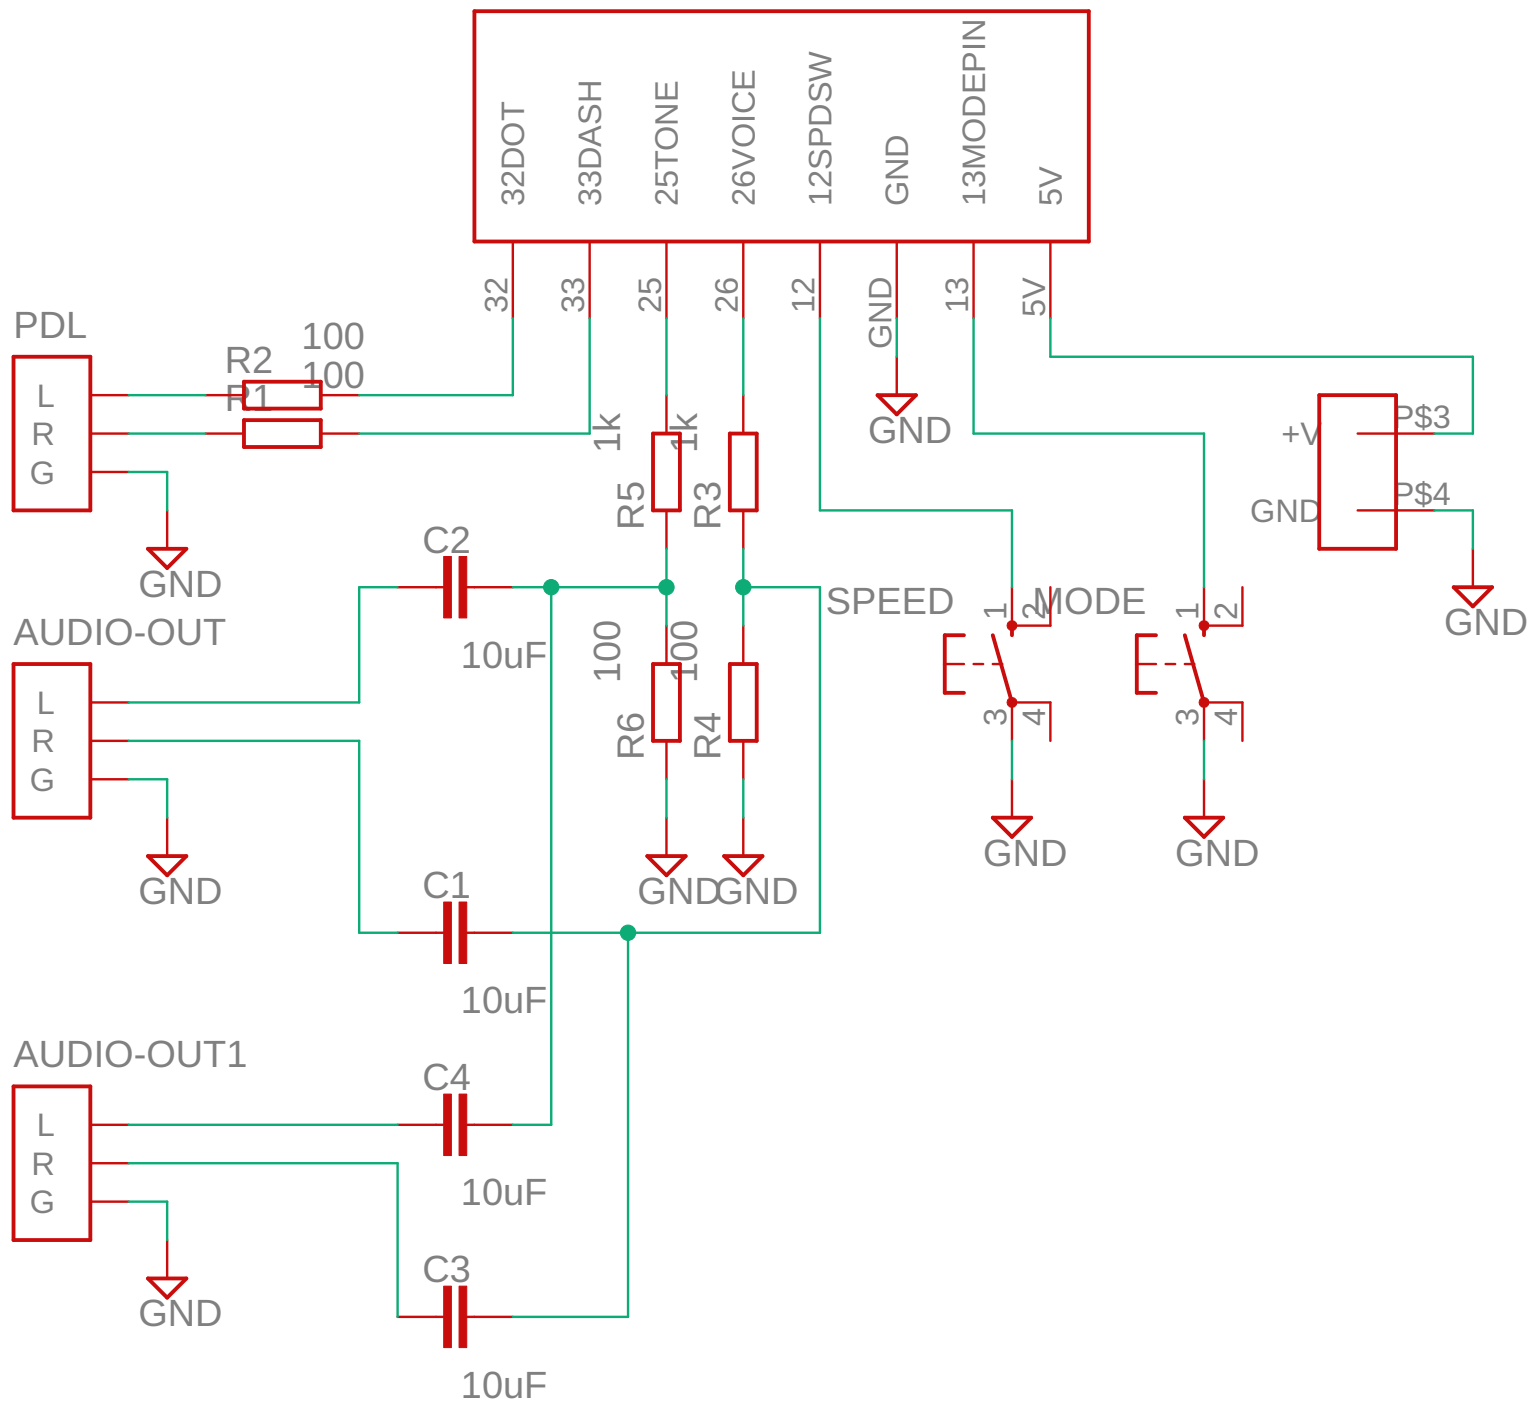 32DOT
33DASH
25TONE
26VOICE
12SPDSW
GND
13MODEPIN
5V
32
33
25
26
12
GND
13
5V
PDL
L
R
G
R2
100
R1
100
GND
GND
1k
R5
1k
R3
+V
P$3
GND
P$4
GND
C2
10uF
SPEED
1
2
3
4
GND
MODE
1
2
3
4
GND
AUDIO-OUT
L
R
G
GND
100
R6
100
R4
GND
GND
C1
10uF
AUDIO-OUT1
L
R
G
GND
C4
10uF
C3
10uF